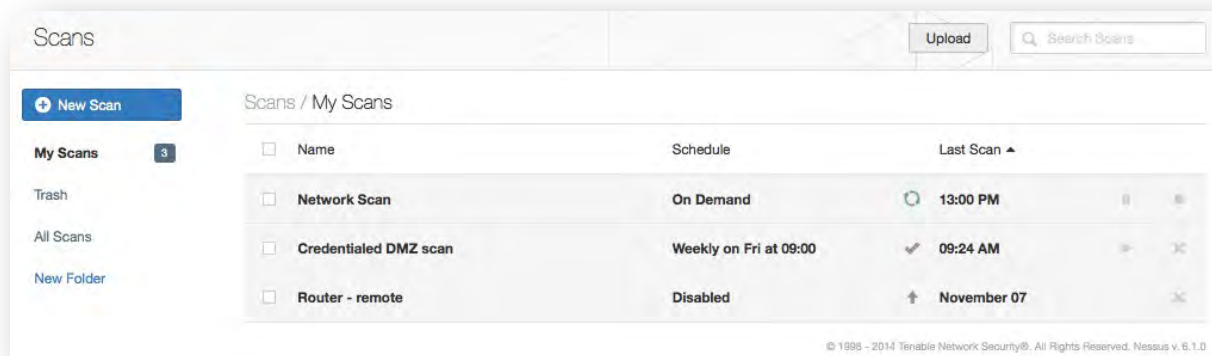 Scans
Upload
Search Scans
New Scan
Scans / My Scans
My Scans 3
Name Schedule Last Scan
Trash
Network Scan On Demand 13:00 PM
All Scans
Credentialed DMZ scan Weekly on Fri at 09:00 09:24 AM
New Folder
Router - remote Disabled November 07
© 1998 - 2014 Tenable Network Security®. All Rights Reserved. Nessus v. 6.1.0